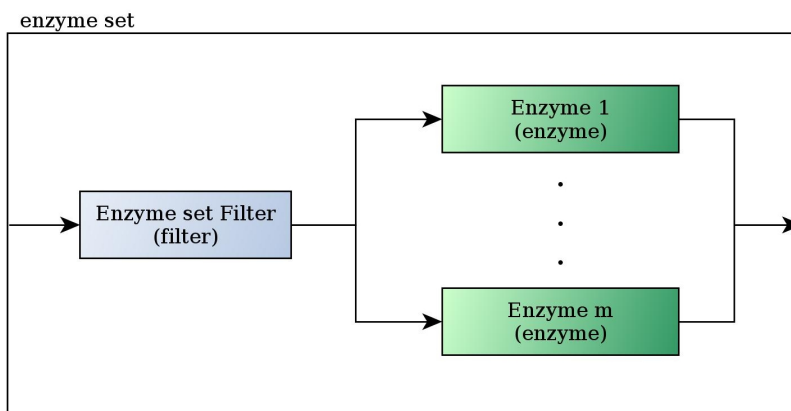 enzyme set
Enzyme set Filter
(filter)
Enzyme 1
(enzyme)
.
.
.
Enzyme m
(enzyme)